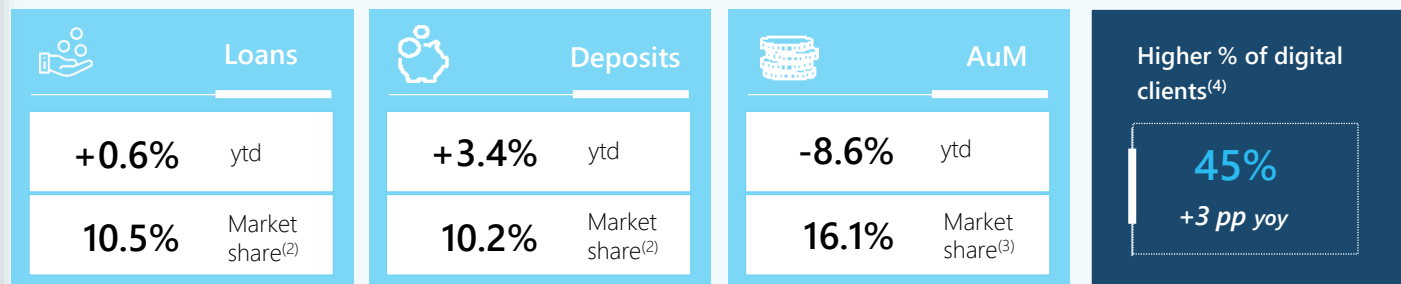 Loans
+0.6% ytd
10.5% Market
share(2)
Deposits
+3.4% ytd
10.2% Market
share(2)
AuM
-8.6% ytd
16.1% Market
share(3)
Higher % of digital
clients(4)
45%
+3 pp yoy